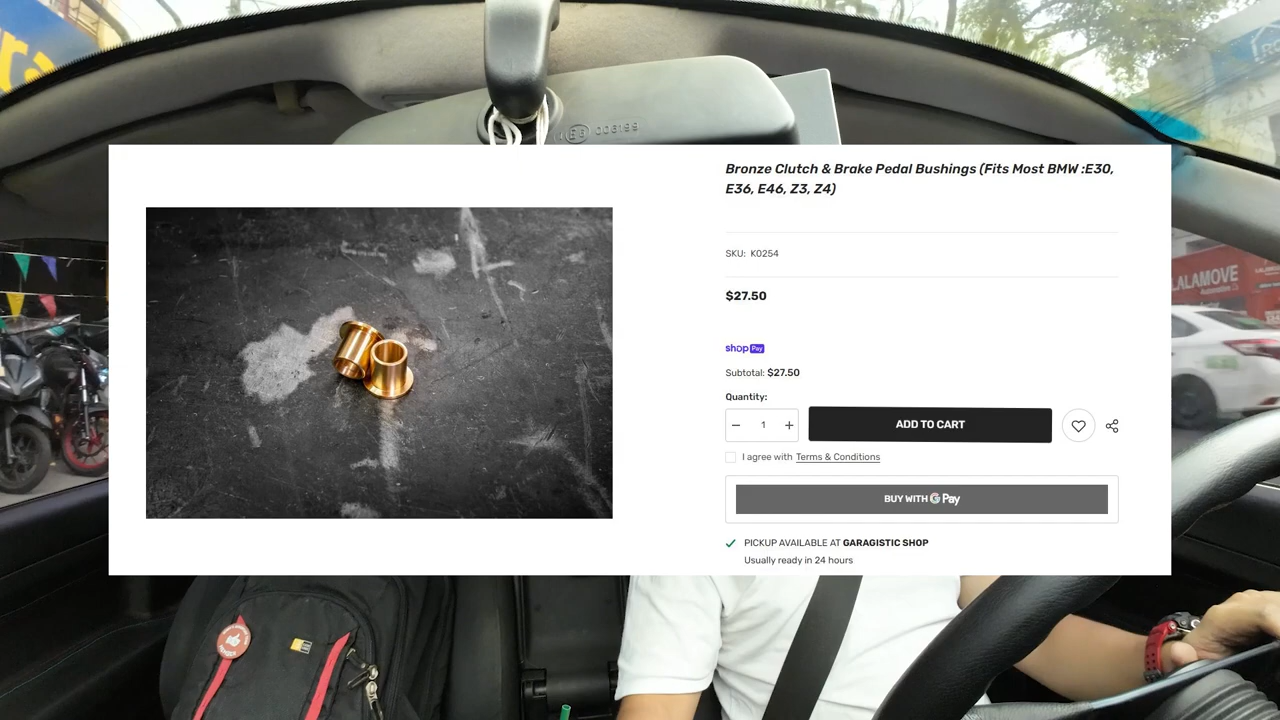 006199
Bronze Clutch & Brake Pedal Bushings (Fits Most BMW :E30,
E36, E46, Z3, Z4)
SKU: K0254
$27.50
shop Pay
Subtotal: $27.50
Quantity:
1
ADD TO CART
I agree with Terms & Conditions
BUY WITH G Pay
PICKUP AVAILABLE AT GARAGISTIC SHOP
Usually ready in 24 hours
LALAMOVE
Automotive